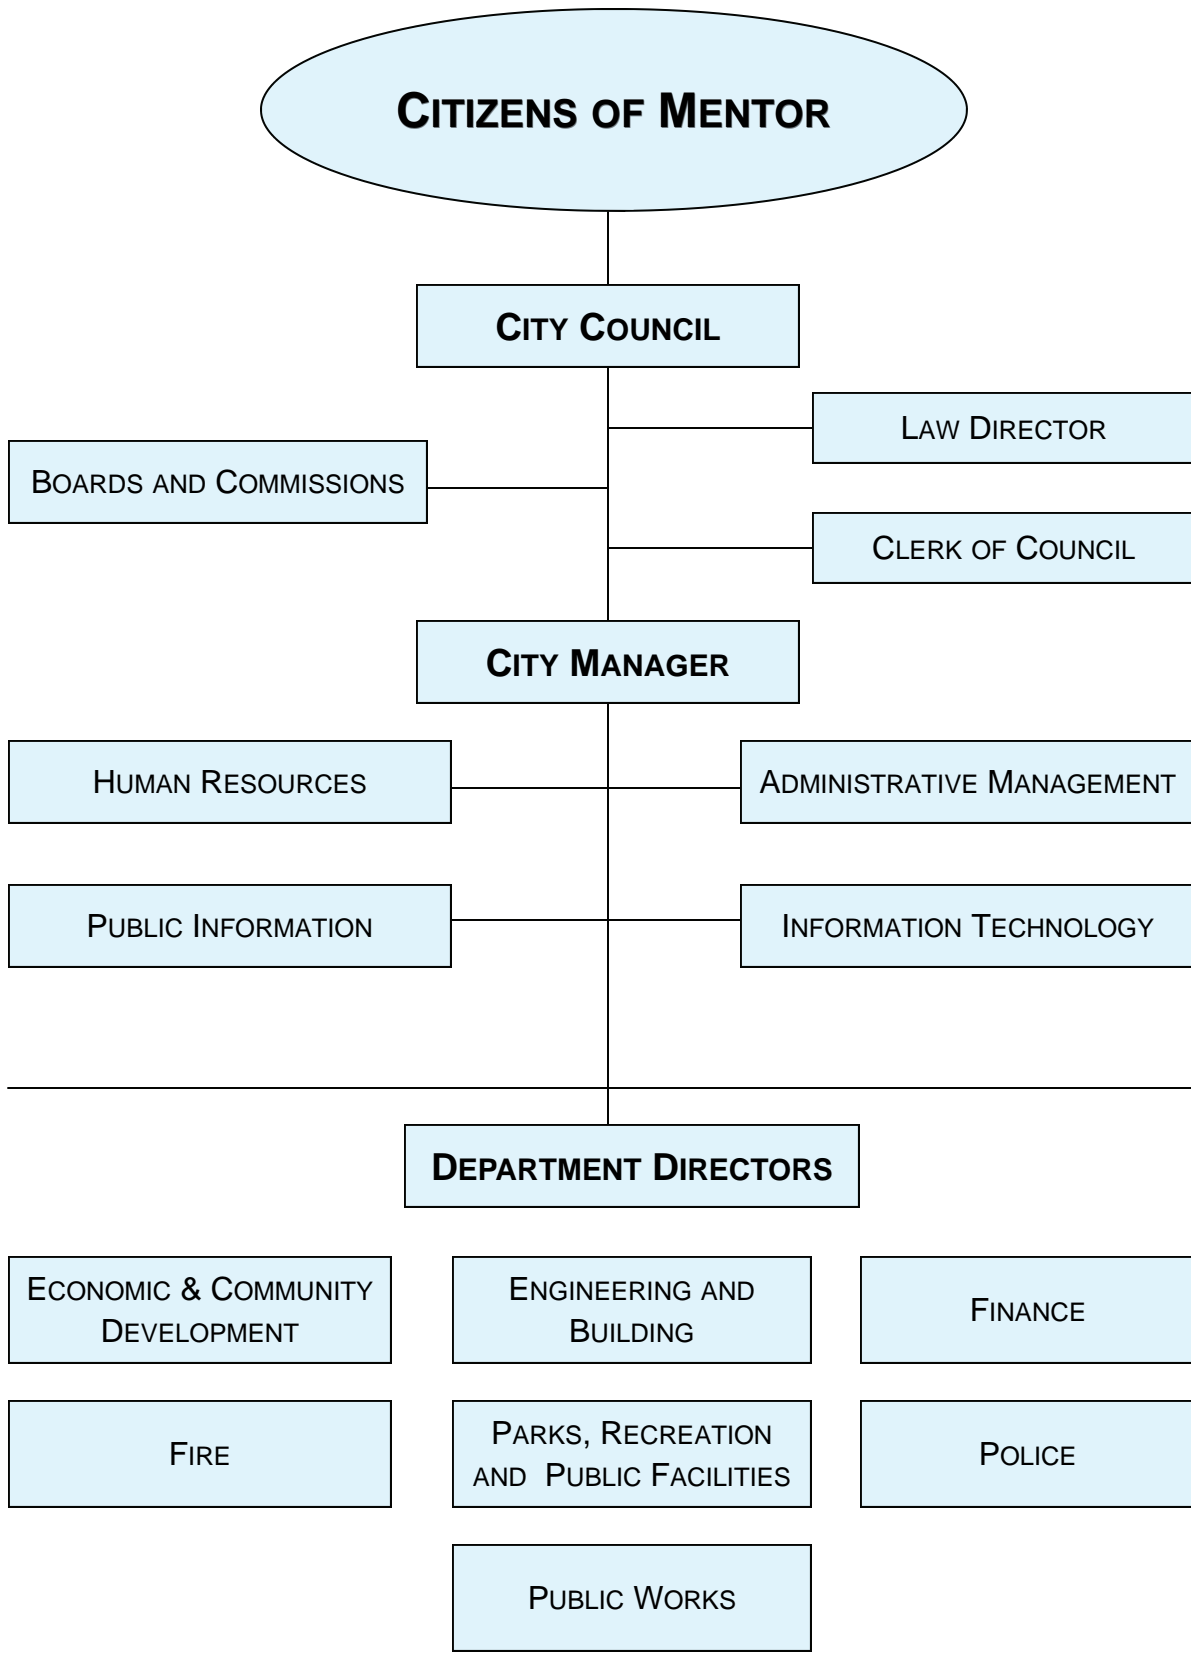 CITIZENS OF MENTOR
CITY COUNCIL
LAW DIRECTOR
BOARDS AND COMMISSIONS
CLERK OF COUNCIL
CITY MANAGER
HUMAN RESOURCES
ADMINISTRATIVE MANAGEMENT
PUBLIC INFORMATION
INFORMATION TECHNOLOGY
DEPARTMENT DIRECTORS
ECONOMIC & COMMUNITY
DEVELOPMENT
ENGINEERING AND
BUILDING
FINANCE
FIRE
PARKS, RECREATION
AND PUBLIC FACILITIES
POLICE
PUBLIC WORKS